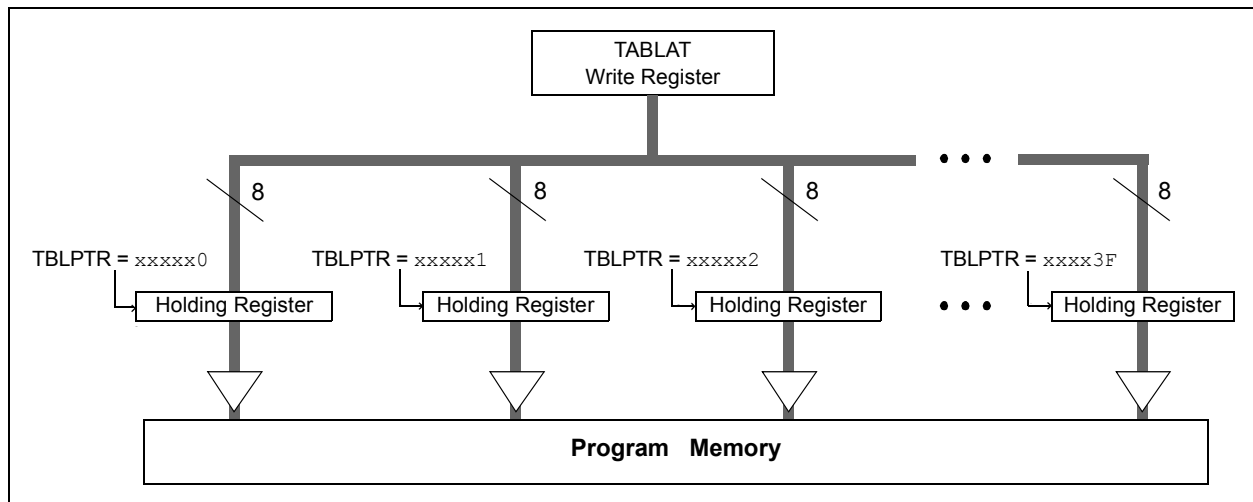 TABLAT
Write Register
8
8
8
8
TBLPTR = xxxxx0
TBLPTR = xxxxx1
TBLPTR = xxxxx2
TBLPTR = xxxx3F
Holding Register
Holding Register
Holding Register
Holding Register
Program Memory